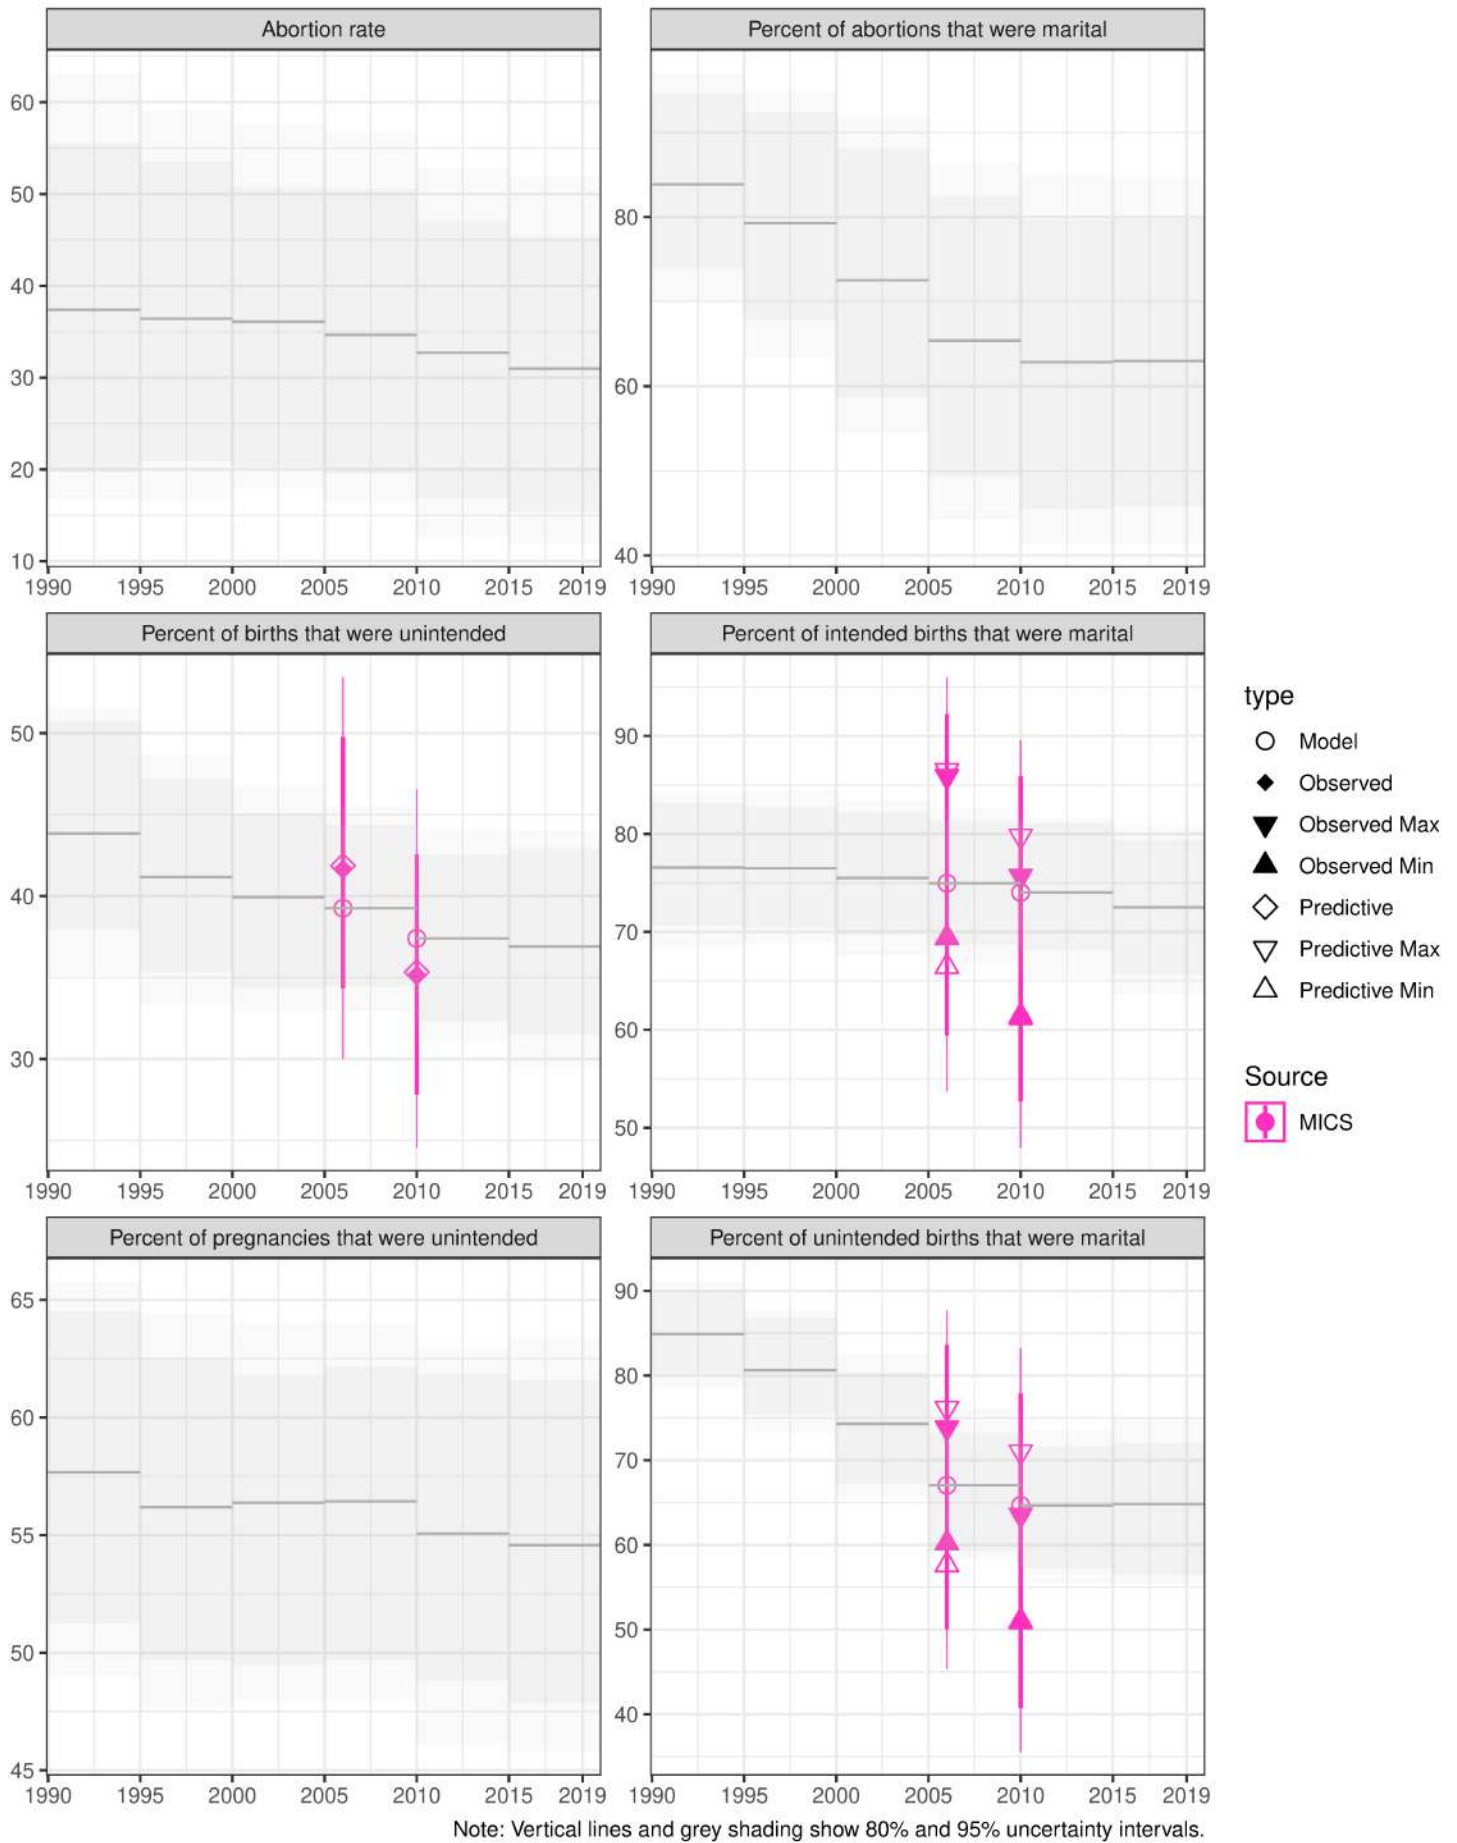 Abortion rate
Percent of abortions that were marital
60
50
40
30
20
10
80
60
40
1990 1995 2000 2005 2010 2015 2019
1990 1995 2000 2005 2010 2015 2019
Percent of births that were unintended
Percent of intended births that were marital
50
40
30
90
80
70
60
50
1990 1995 2000 2005 2010 2015 2019
1990 1995 2000 2005 2010 2015 2019
type
Model
Observed
Observed Max
Observed Min
Predictive
Predictive Max
Predictive Min
Source
MICS
Percent of pregnancies that were unintended
Percent of unintended births that were marital
65
60
55
50
45
90
80
70
60
50
40
1990 1995 2000 2005 2010 2015 2019
1990 1995 2000 2005 2010 2015 2019
Note: Vertical lines and grey shading show 80% and 95% uncertainty intervals.